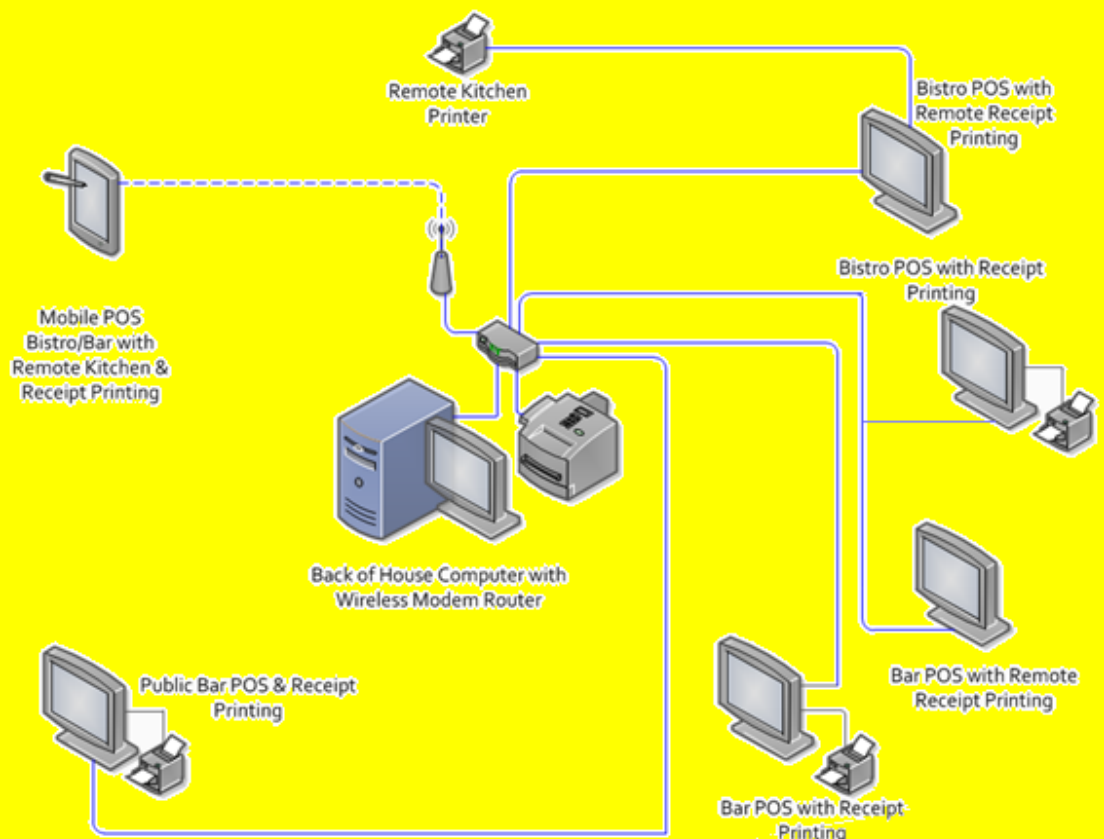 Remote Kitchen
Printer
Bistro POS with
Remote Receipt
Printing
Bistro POS with Receipt
Printing
Mobile POS
Bistro/Bar with
Remote Kitchen &
Receipt Printing
Back of House Computer with
Wireless Modem Router
Public Bar POS & Receipt
Printing
Bar POS with Remote
Receipt Printing
Bar POS with Receipt
Printing